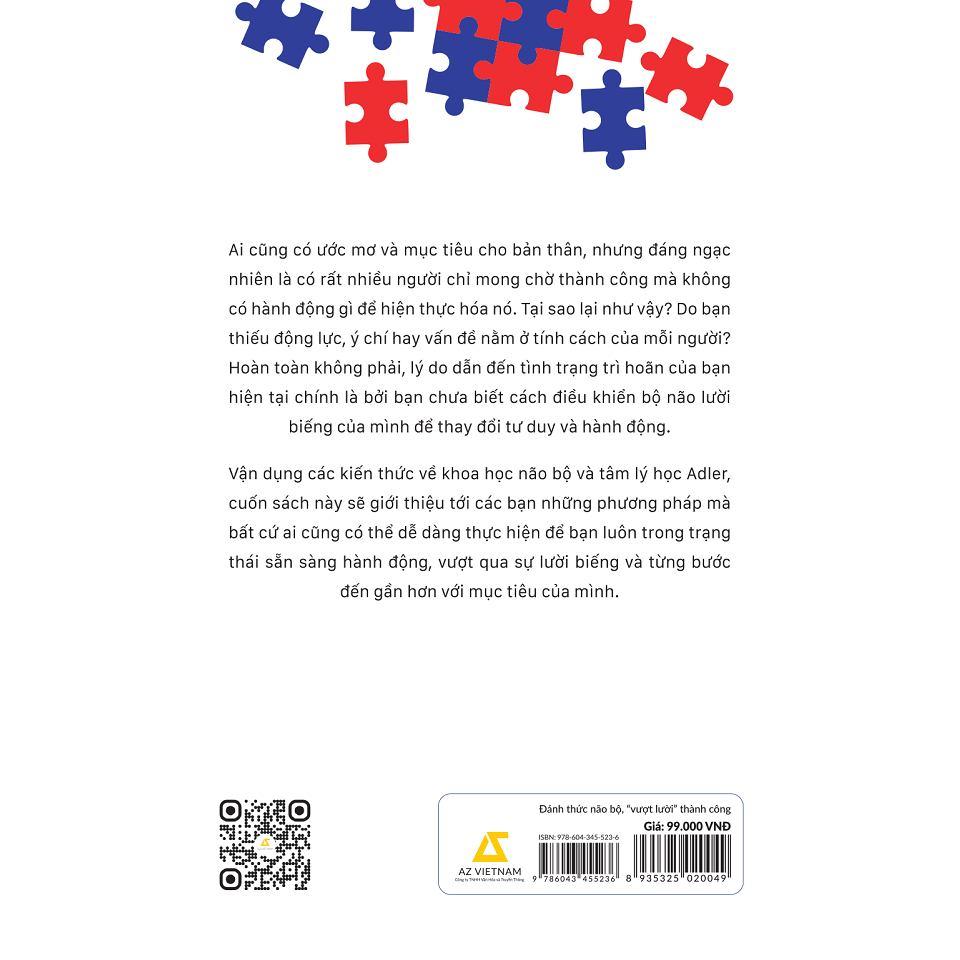 Ai cũng có ước mơ và mục tiêu cho bản thân, nhưng đáng ngạc
nhiên là có rất nhiều người chỉ mong chờ thành công mà không
có hành động gì để hiện thực hóa nó. Tại sao lại như vậy? Do bạn
thiếu động lực, ý chí hay vấn đề nằm ở tính cách của mỗi người?
Hoàn toàn không phải, lý do dẫn đến tình trạng trì hoãn của bạn
hiện tại chính là bởi bạn chưa biết cách điều khiển bộ não lười
biếng của mình để thay đổi tư duy và hành động.
Vận dụng các kiến thức về khoa học não bộ và tâm lý học Adler,
cuốn sách này sẽ giới thiệu tới các bạn những phương pháp mà
bất cứ ai cũng có thể dễ dàng thực hiện để bạn luôn trong trạng
thái sẵn sàng hành động, vượt qua sự lười biếng và từng bước
đến gần hơn với mục tiêu của mình.
Đánh thức não bộ, “vượt lười” thành công
Giá: 99.000 VNĐ
ISBN: 978-604-345-523-6
AZ VIETNAM
Công ty TNHH Văn Hóa và Truyền Thông
9 786043 455236
8 935325 020049